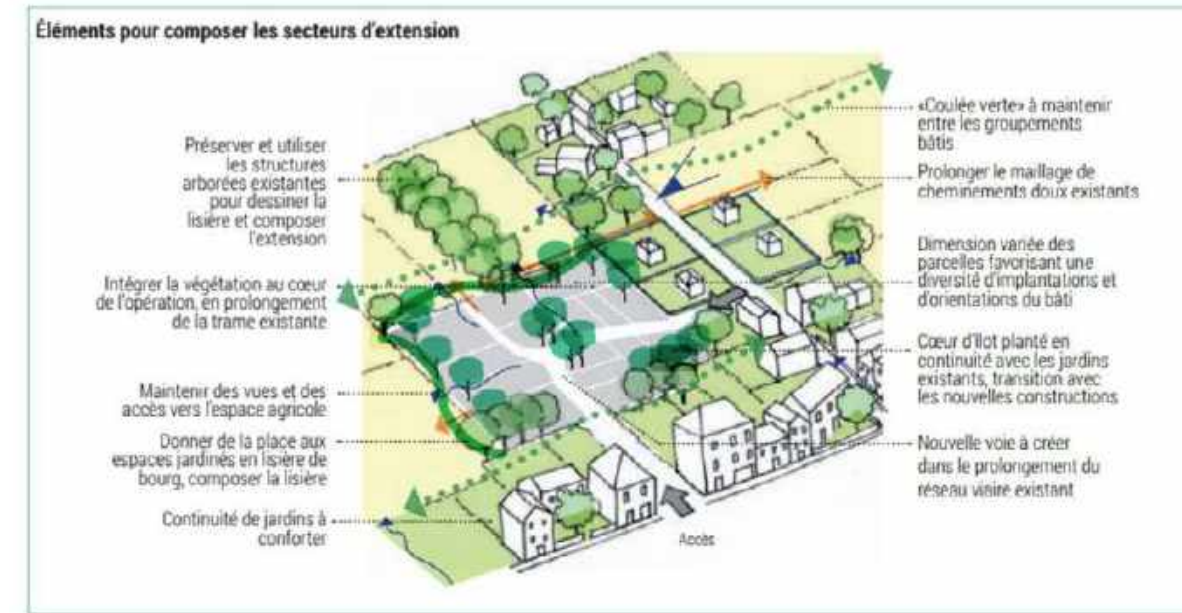 Éléments pour composer les secteurs d'extension
Préserver et utiliser
les structures
arborées existantes
pour dessiner la
lisière et composer
l'extension
Intégrer la végétation au cœur
de l'opération, en prolongement
de la trame existante
Maintenir des vues et des
accès vers l'espace agricole
Donner de la place aux
espaces jardinés en lisière de
bourg, composer la lisière
Continuité de jardins à
conforter
«Coulée verte» à maintenir
entre les groupements
bâtis
Prolonger le maillage de
cheminements doux existants
Dimension variée des
parcelles favorisant une
diversité d'implantations et
d'orientations du bâti
Cœur d'îlot planté en
continuité avec les jardins
existants, transition avec
les nouvelles constructions
Nouvelle voie à créer
dans le prolongement du
réseau viaire existant
Accès